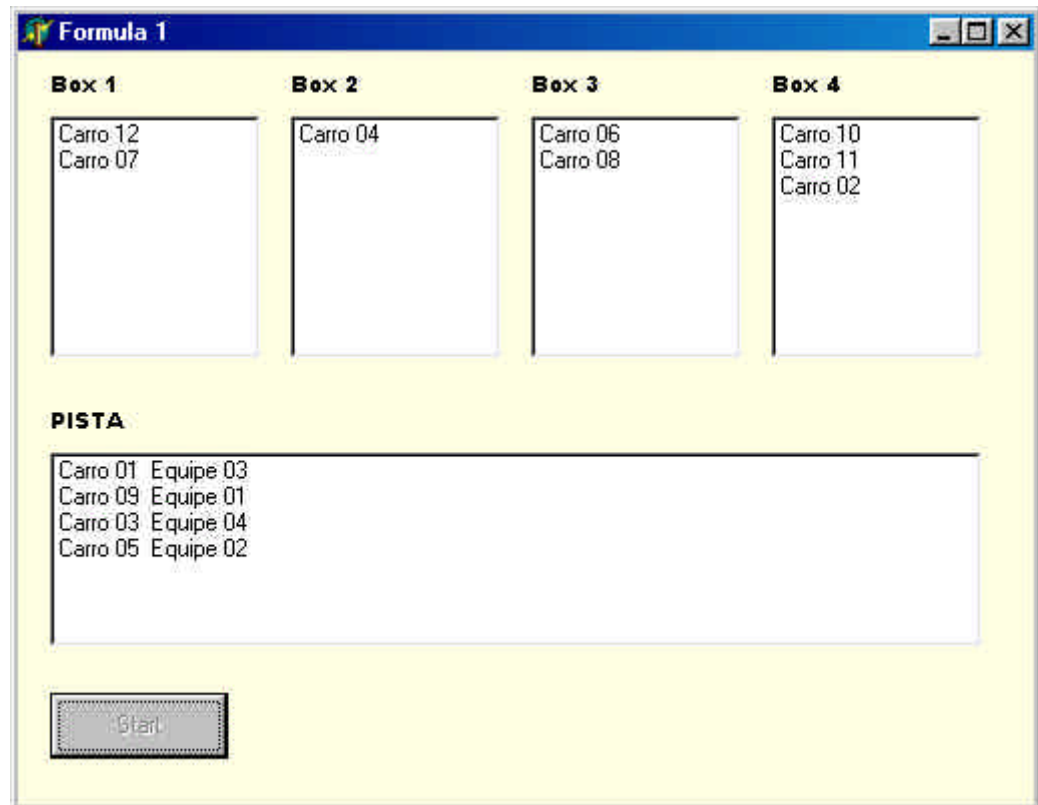 Formula 1
Box 1 Box 2 Box 3 Box 4
Carro 12
Carro 07
Carro 04
Carro 06
Carro 08
Carro 10
Carro 11
Carro 02
PISTA
Carro 01 Equipe 03
Carro 09 Equipe 01
Carro 03 Equipe 04
Carro 05 Equipe 02
Start